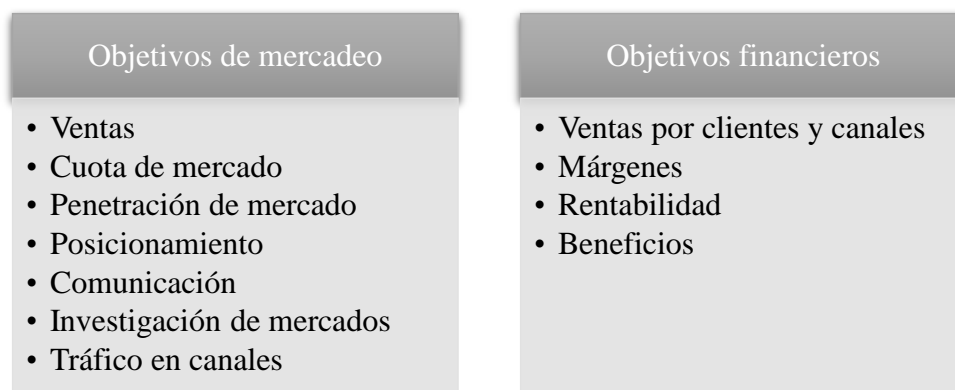 Objetivos de mercadeo
• Ventas
• Cuota de mercado
• Penetración de mercado
• Posicionamiento
• Comunicación
• Investigación de mercados
• Tráfico en canales
Objetivos financieros
• Ventas por clientes y canales
• Márgenes
• Rentabilidad
• Beneficios